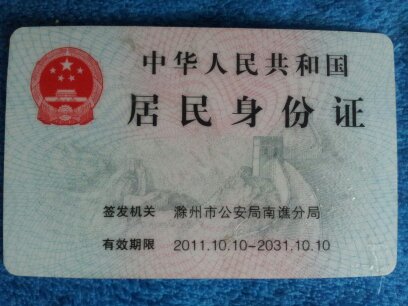 中华人民共和国
居民身份证
签发机关 滁州市公安局南谯分局
有效期限 2011.10.10-2031.10.10